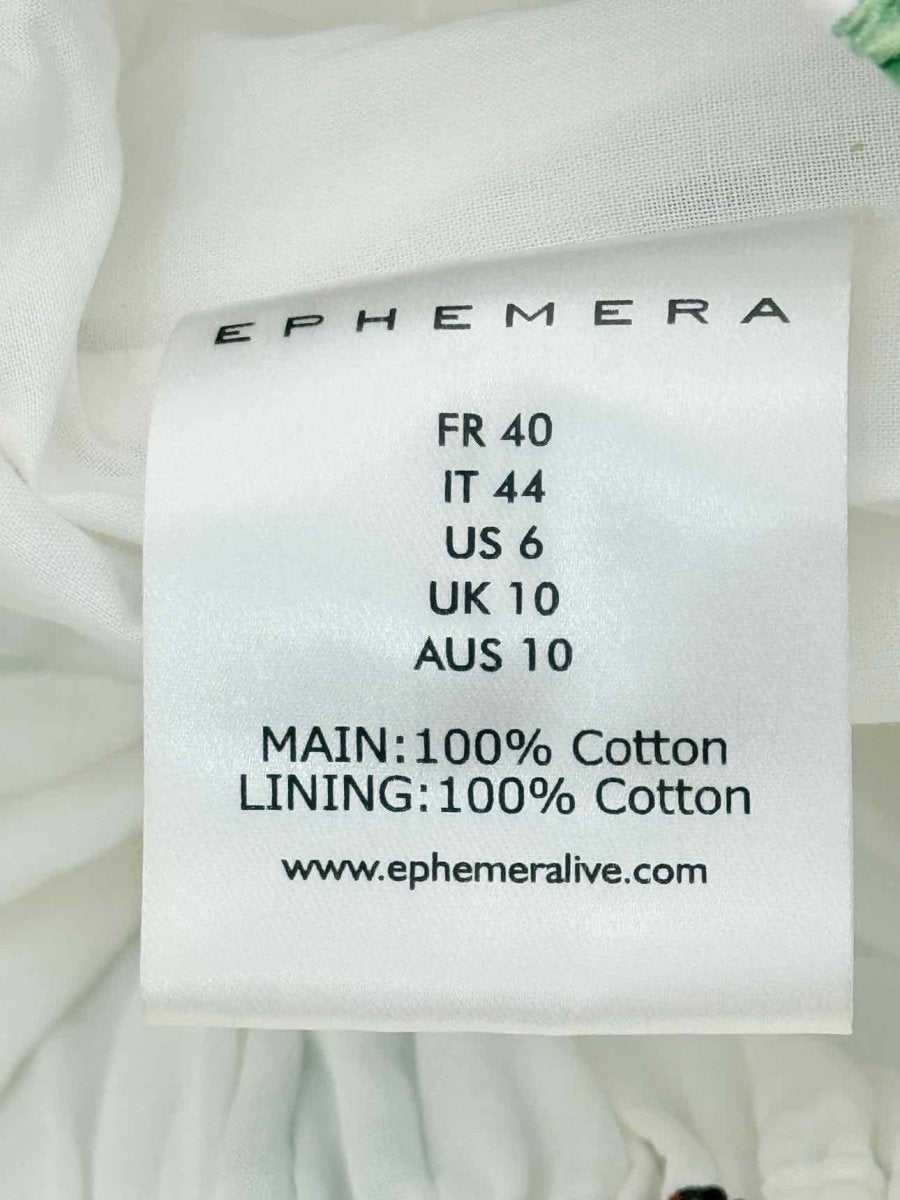 EPHEMERA
FR 40
IT 44
US 6
UK 10
AUS 10
MAIN:100% Cotton
LINING:100% Cotton
www.ephemeralive.com